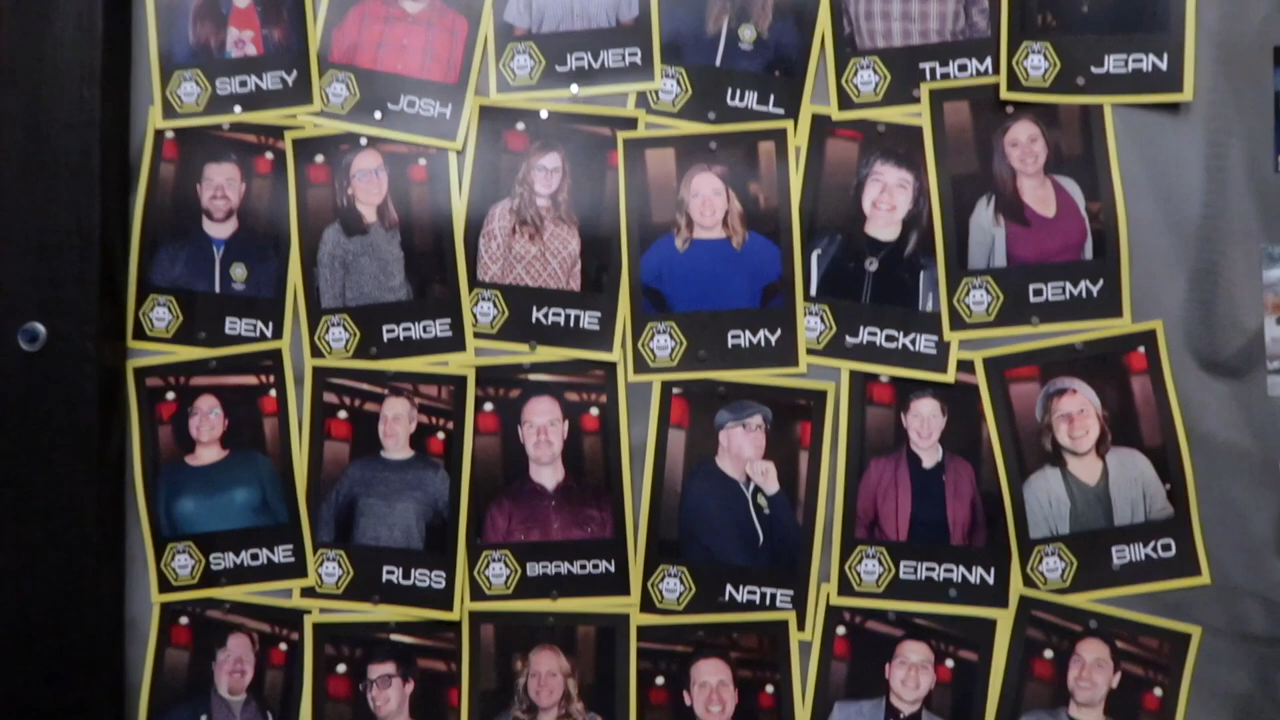 SIDNEY
JOSH
JAVIER
WILL
THOM
JEAN
BEN
PAIGE
KATIE
AMY
JACKIE
DEMY
SIMONE
RUSS
BRANDON
NATE
EIRANN
BIIKO